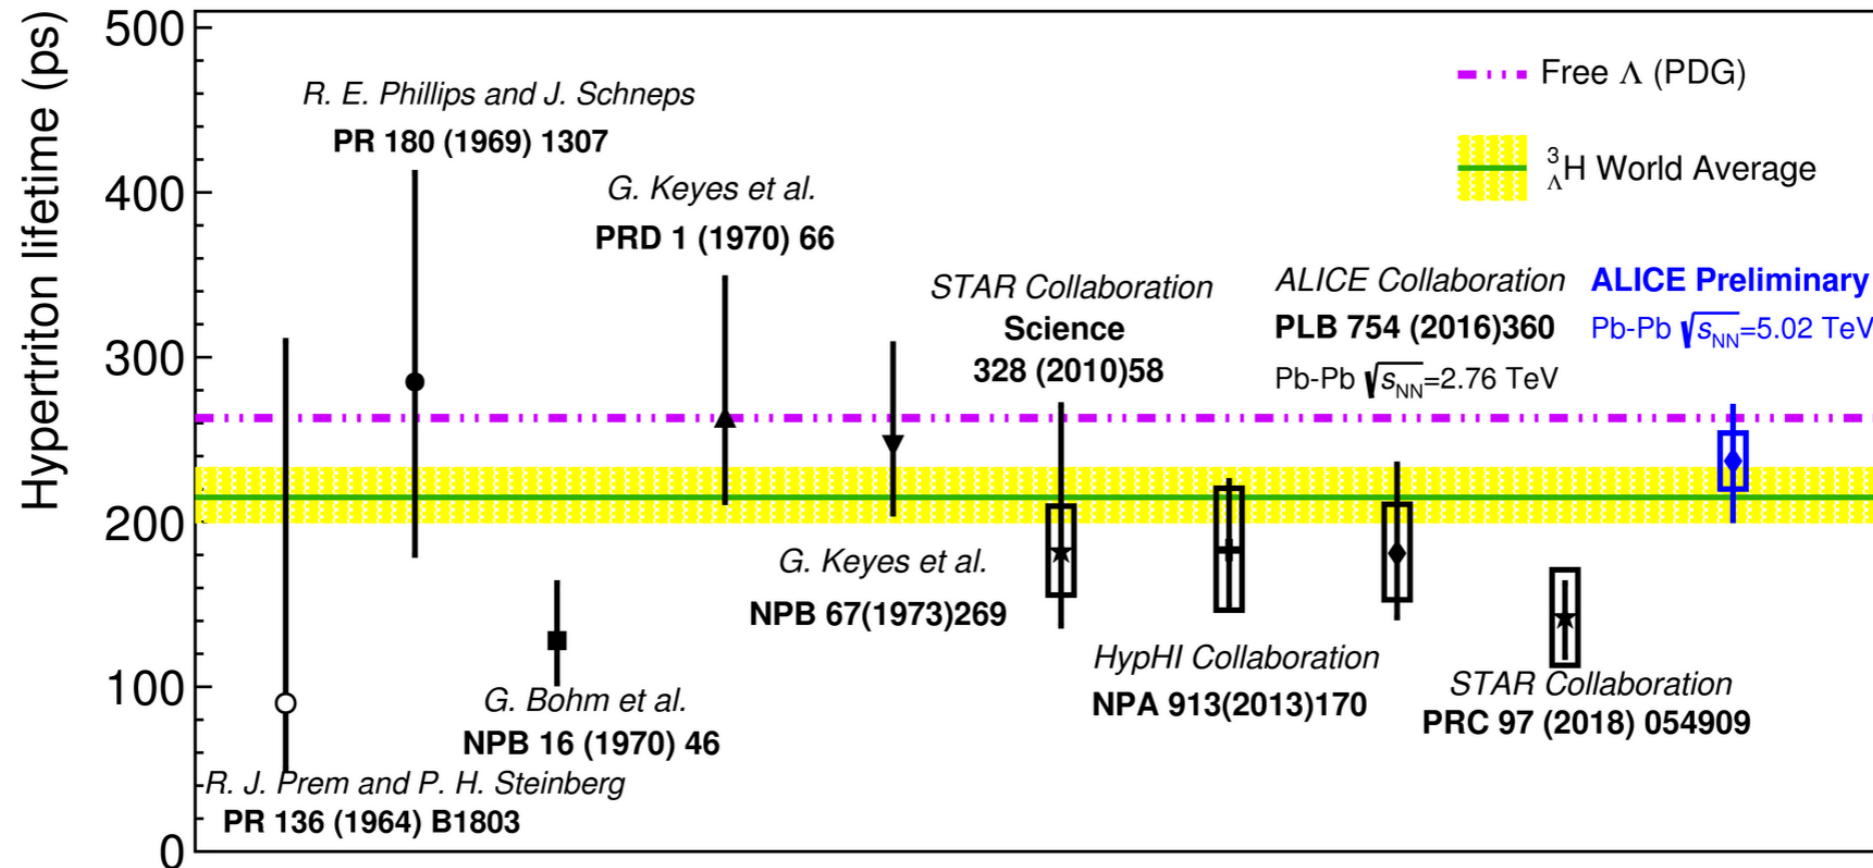 Hypertriton lifetime (ps)
500
400
300
200
100
0
R. E. Phillips and J. Schneps
PR 180 (1969) 1307
G. Keyes et al.
PRD 1 (1970) 66
Free Λ (PDG)
³ΛH World Average
STAR Collaboration
Science
328 (2010)58
ALICE Collaboration
PLB 754 (2016)360
Pb-Pb √sNN=2.76 TeV
ALICE Preliminary
Pb-Pb √sNN=5.02 TeV
G. Keyes et al.
NPB 67(1973)269
HypHI Collaboration
NPA 913(2013)170
STAR Collaboration
PRC 97 (2018) 054909
G. Bohm et al.
NPB 16 (1970) 46
R. J. Prem and P. H. Steinberg
PR 136 (1964) B1803